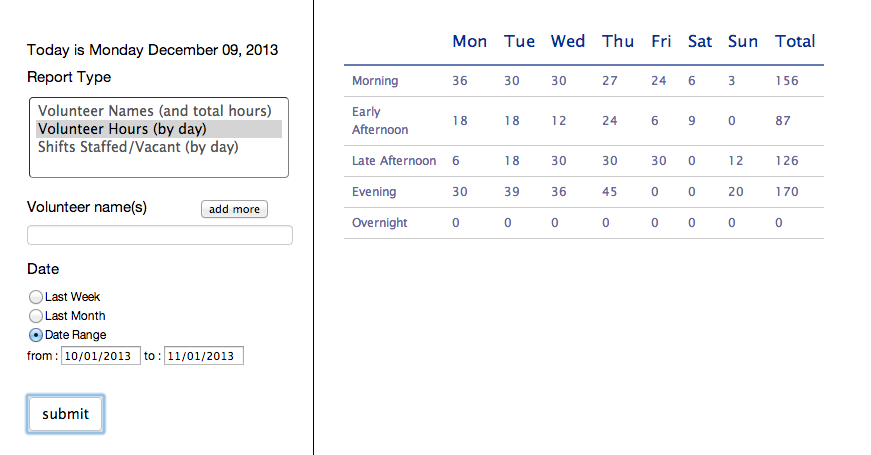 Today is Monday December 09, 2013
Report Type
Volunteer Names (and total hours)
Volunteer Hours (by day)
Shifts Staffed/Vacant (by day)
Volunteer name(s) add more
Date
Last Week
Last Month
Date Range
from : 10/01/2013 to : 11/01/2013
submit
Mon Tue Wed Thu Fri Sat Sun Total
Morning 36 30 30 27 24 6 3 156
Early
Afternoon 18 18 12 24 6 9 0 87
Late Afternoon 6 18 30 30 30 0 12 126
Evening 30 39 36 45 0 0 20 170
Overnight 0 0 0 0 0 0 0 0